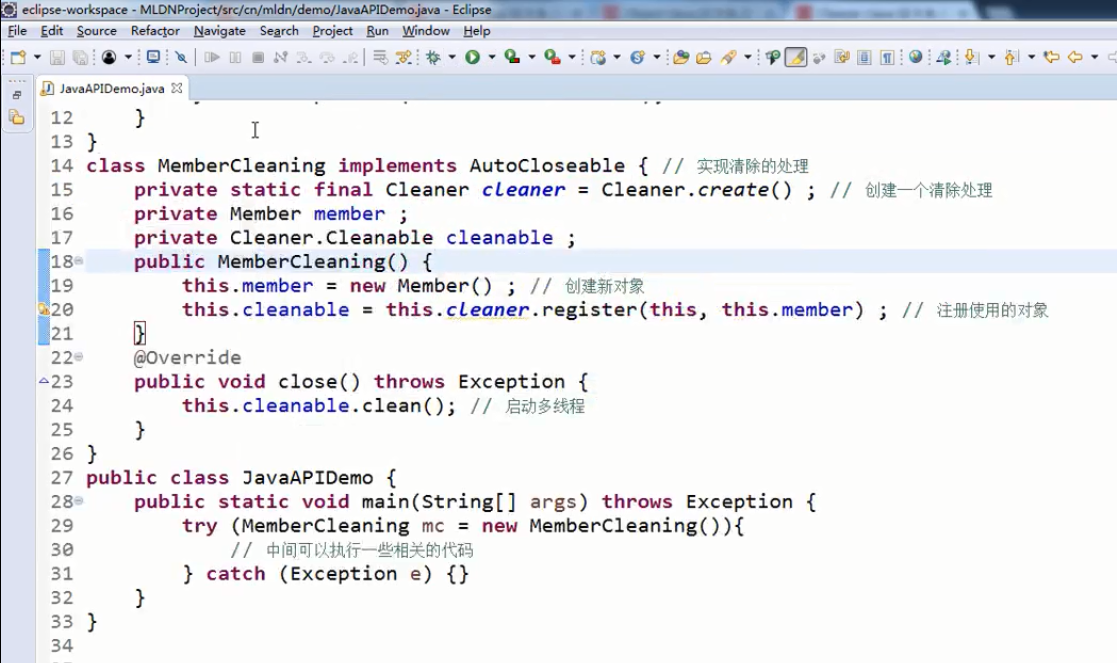 eclipse-workspace - MLDNProject/src/cn/mldn/demo/JavaAPIDemo.java - Eclipse
File Edit Source Refactor Navigate Search Project Run Window Help
JavaAPIDemo.java
12 }
13 }
14 class MemberCleaning implements AutoCloseable { // 实现清除的处理
15 private static final Cleaner cleaner = Cleaner.create() ; // 创建一个清除处理
16 private Member member ;
17 private Cleaner.Cleanable cleanable ;
18 public MemberCleaning() {
19 this.member = new Member() ; // 创建新对象
20 this.cleanable = this.cleaner.register(this, this.member) ; // 注册使用的对象
21 }
22 @Override
23 public void close() throws Exception {
24 this.cleanable.clean(); // 启动多线程
25 }
26 }
27 public class JavaAPIDemo {
28 public static void main(String[] args) throws Exception {
29 try (MemberCleaning mc = new MemberCleaning()){
30 // 中间可以执行一些相关的代码
31 } catch (Exception e) {}
32 }
33 }
34